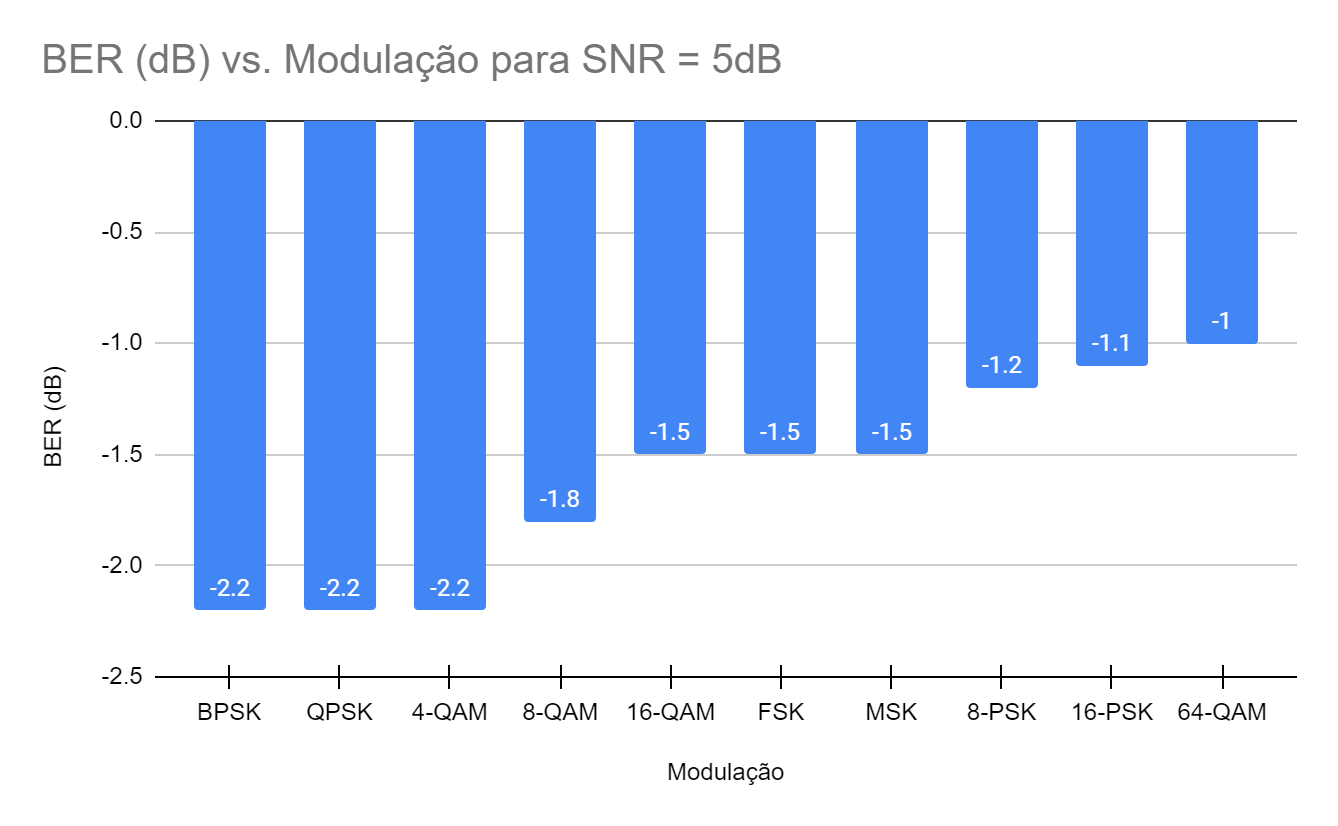 BER (dB) vs. Modulação para SNR = 5dB
0.0
-0.5
-1.0
-1.5
-2.0
-2.5
BER (dB)
-2.2 -2.2 -2.2 -1.8 -1.5 -1.5 -1.5 -1.2 -1.1 -1
BPSK QPSK 4-QAM 8-QAM 16-QAM FSK MSK 8-PSK 16-PSK 64-QAM
Modulação